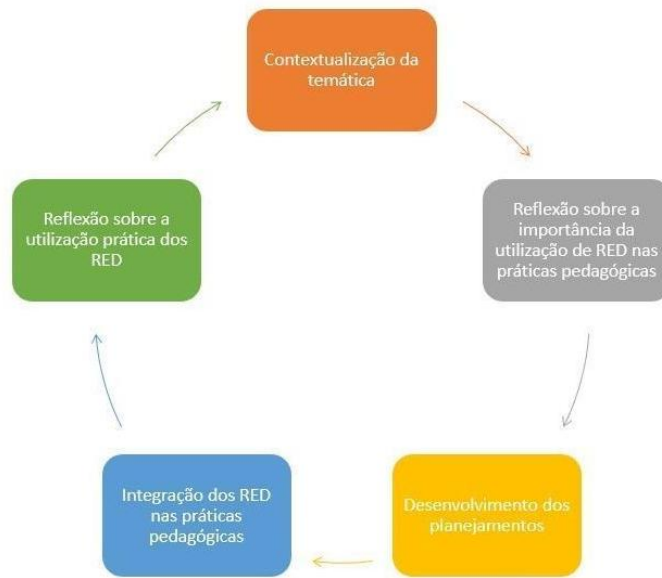 Contextualização da
temática
Reflexão sobre a
importância da
utilização de RED nas
práticas pedagógicas
Desenvolvimento dos
planejamentos
Integração dos RED
nas práticas
pedagógicas
Reflexão sobre a
utilização prática dos
RED